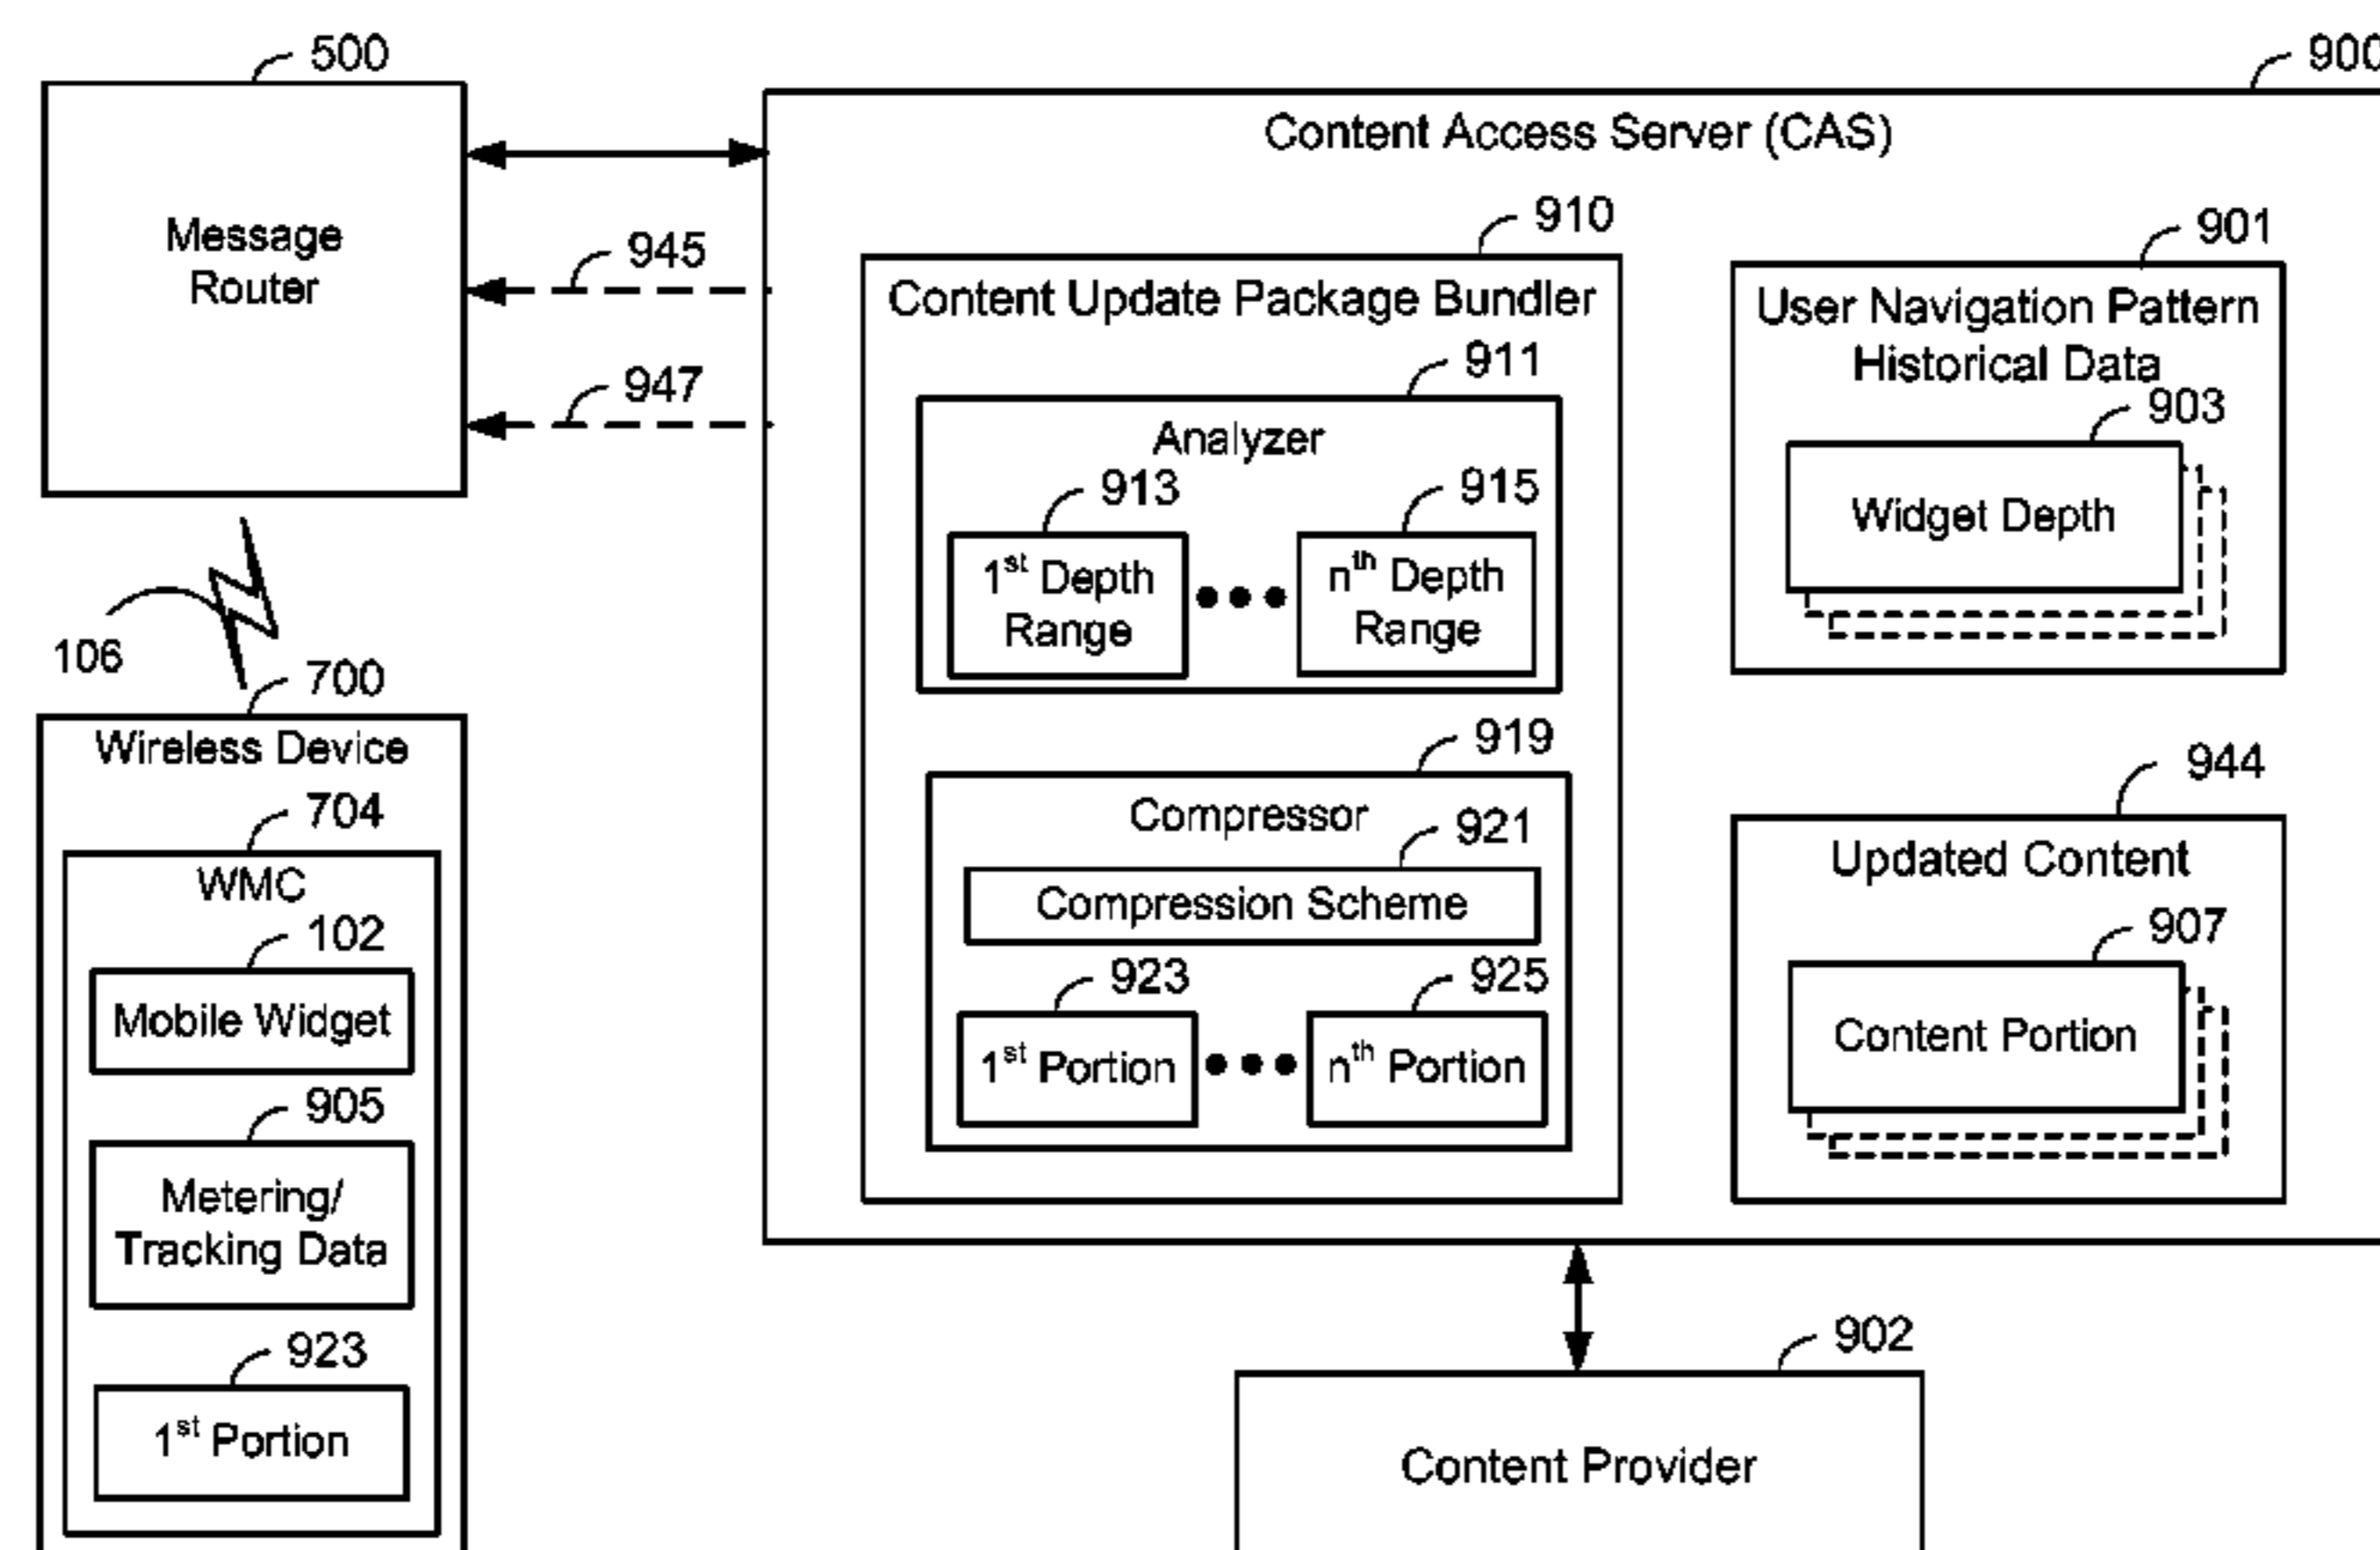 500
Message
Router
945
947
106
700
Wireless Device
704
WMC
102
Mobile Widget
905
Metering/
Tracking Data
923
1st Portion
900
Content Access Server (CAS)
910
Content Update Package Bundler
911
Analyzer
913
1st Depth
Range
915
nth Depth
Range
919
Compressor
921
Compression Scheme
923
1st Portion
925
nth Portion
901
User Navigation Pattern
Historical Data
903
Widget Depth
944
Updated Content
907
Content Portion
902
Content Provider